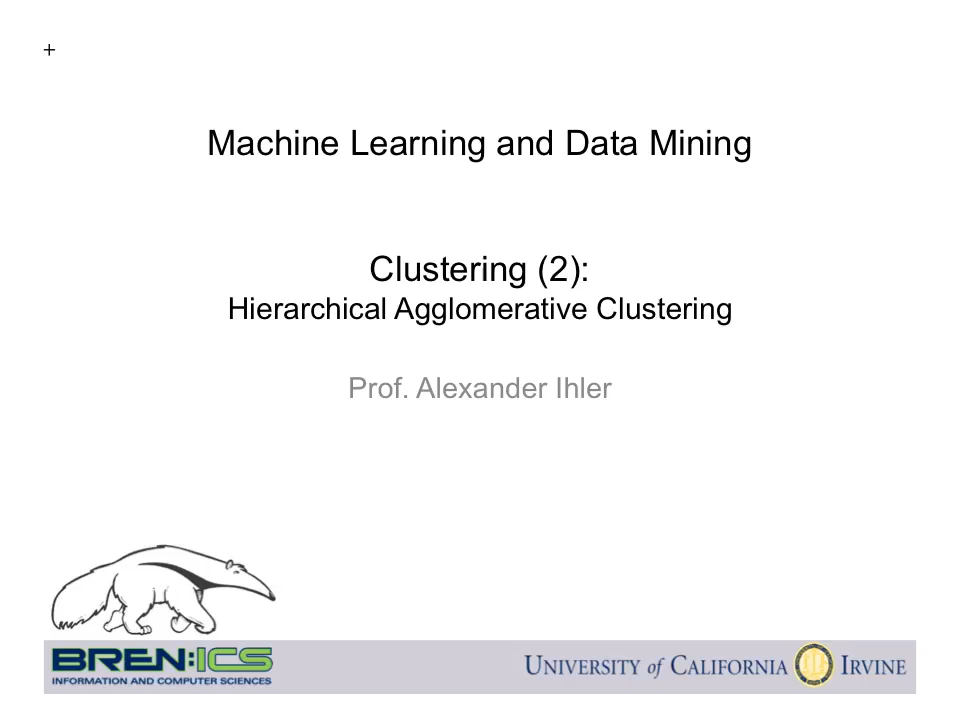 +
Machine Learning and Data Mining
Clustering (2):
Hierarchical Agglomerative Clustering
Prof. Alexander Ihler
BREN:ICS
INFORMATION AND COMPUTER SCIENCES
UNIVERSITY of CALIFORNIA IRVINE